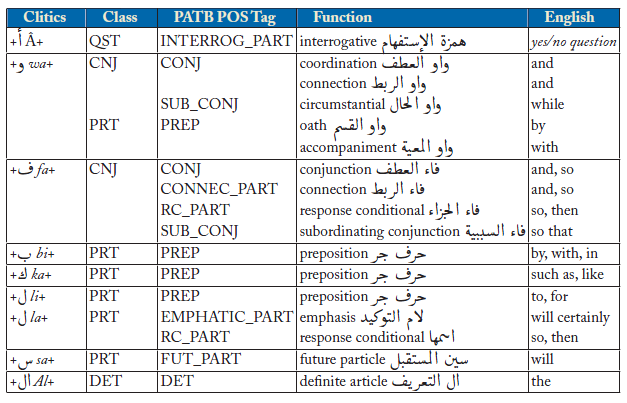 Clitics Class PATB POS Tag Function English
+أ Â+ QST INTERROG_PART interrogative همزة الإستفهام yes/no question
+و wa+ CNJ CONJ coordination واو العطف and
connection واو الربط and
SUB_CONJ circumstantial واو الحال while
PRT PREP oath واو القسم by
accompaniment واو المعية with
+ف fa+ CNJ CONJ conjunction فاء العطف and, so
CONNEC_PART connection فاء الربط and, so
RC_PART response conditional فاء الجزاء so, then
SUB_CONJ subordinating conjunction فاء السببية so that
+ب bi+ PRT PREP preposition حرف جر by, with, in
+ك ka+ PRT PREP preposition حرف جر such as, like
+ل li+ PRT PREP preposition حرف جر to, for
+ل la+ PRT EMPHATIC_PART emphasis لام التوكيد will certainly
RC_PART response conditional اسمها so, then
+س sa+ PRT FUT_PART future particle سين المستقبل will
+ال Al+ DET DET definite article ال التعريف the